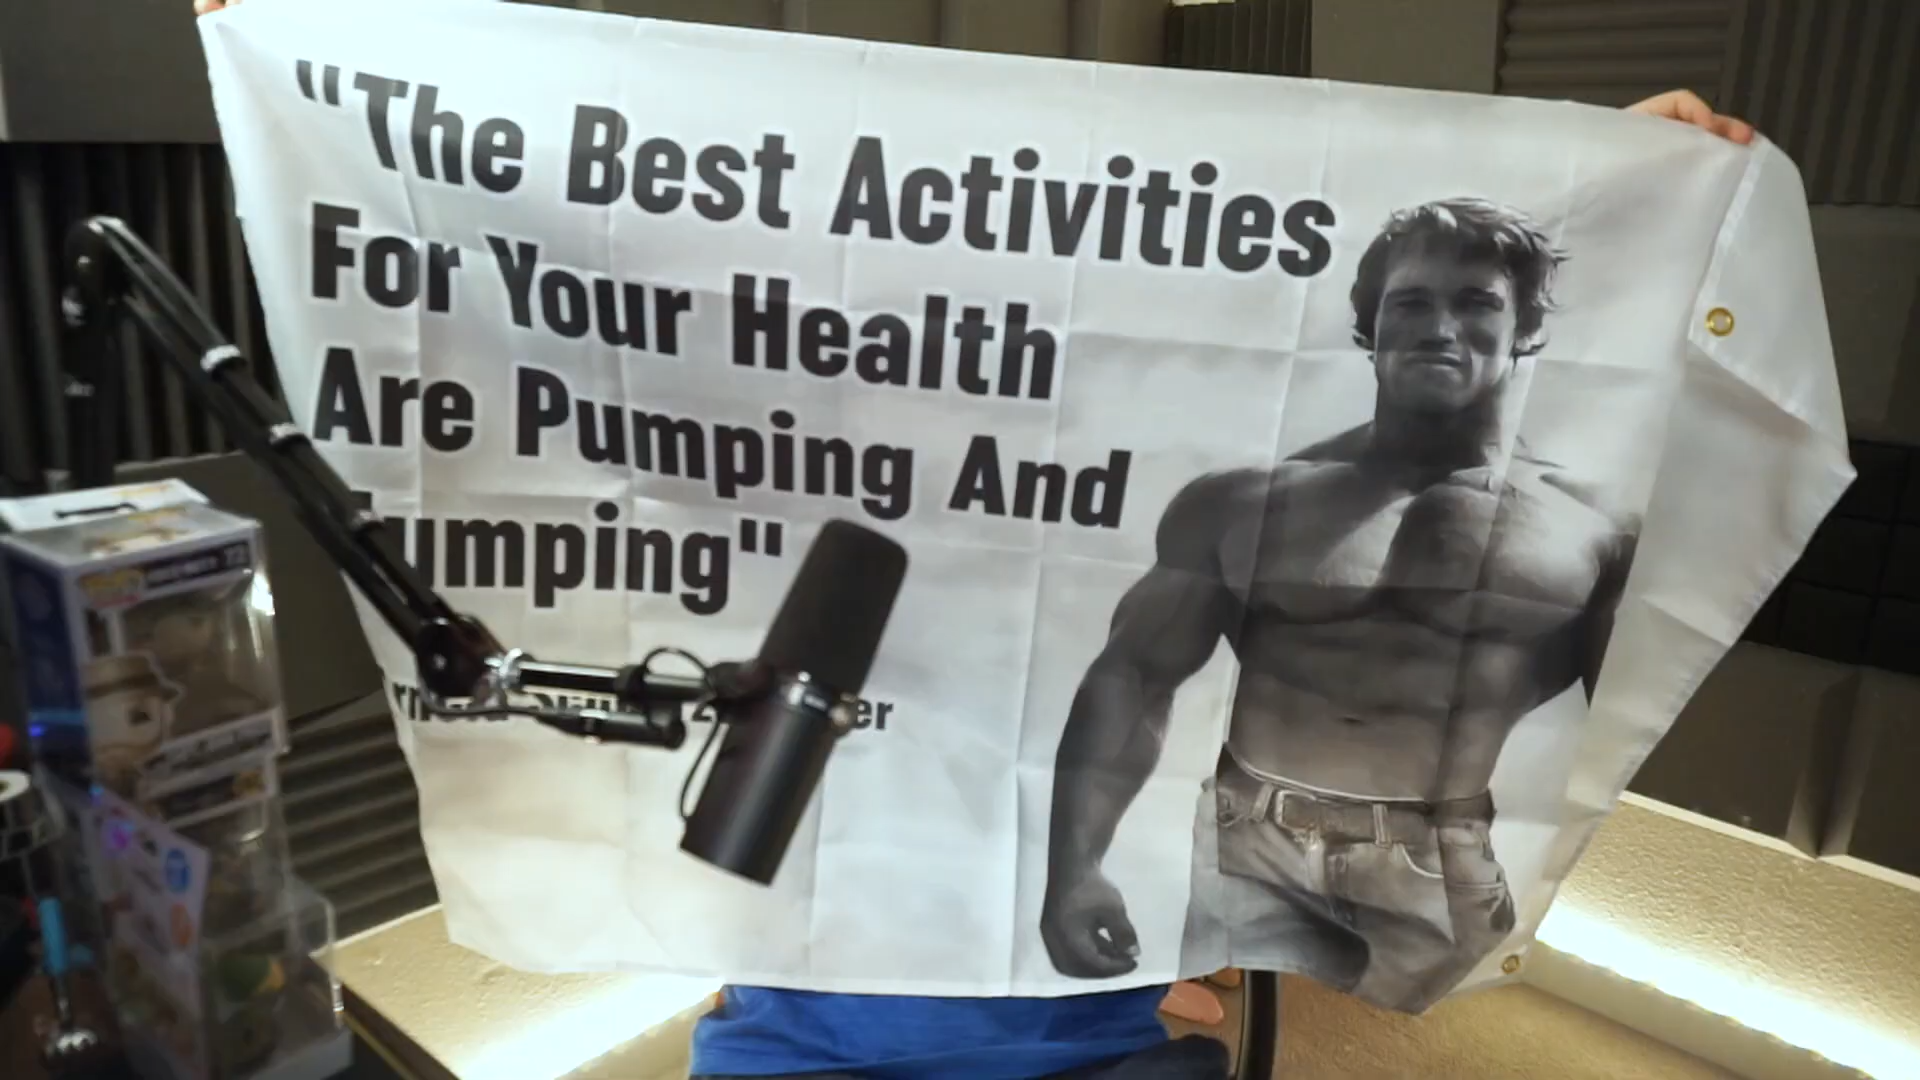 "The Best Activities
For Your Health
Are Pumping And
umping"